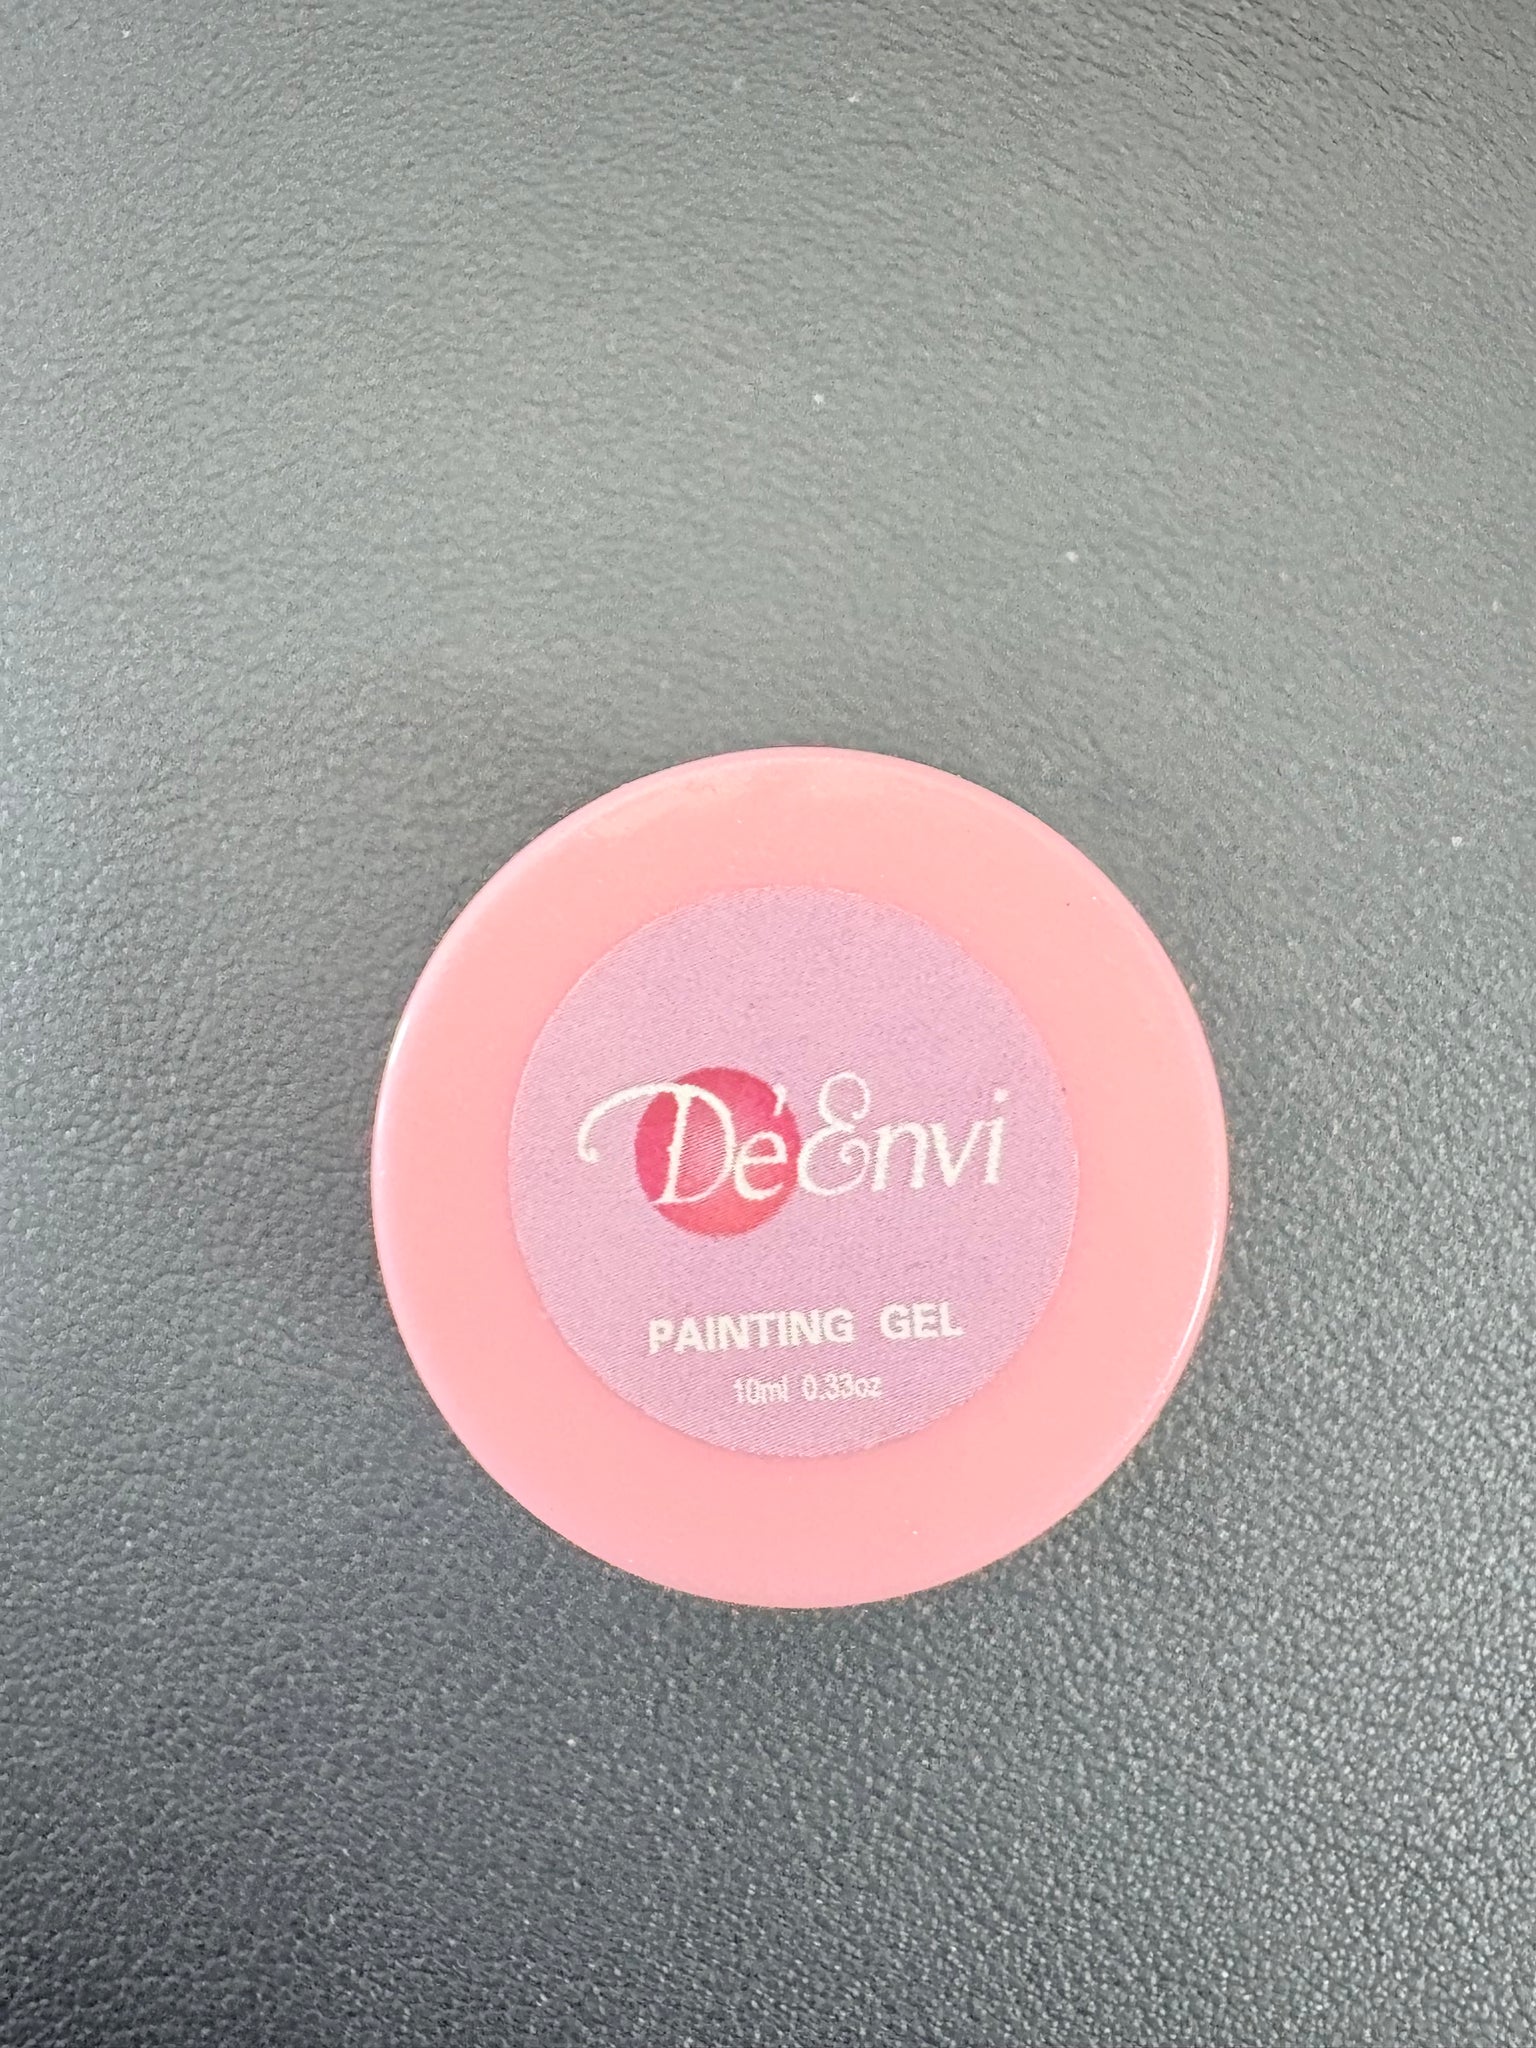 De'Envi
PAINTING GEL
10ml 0.33oz